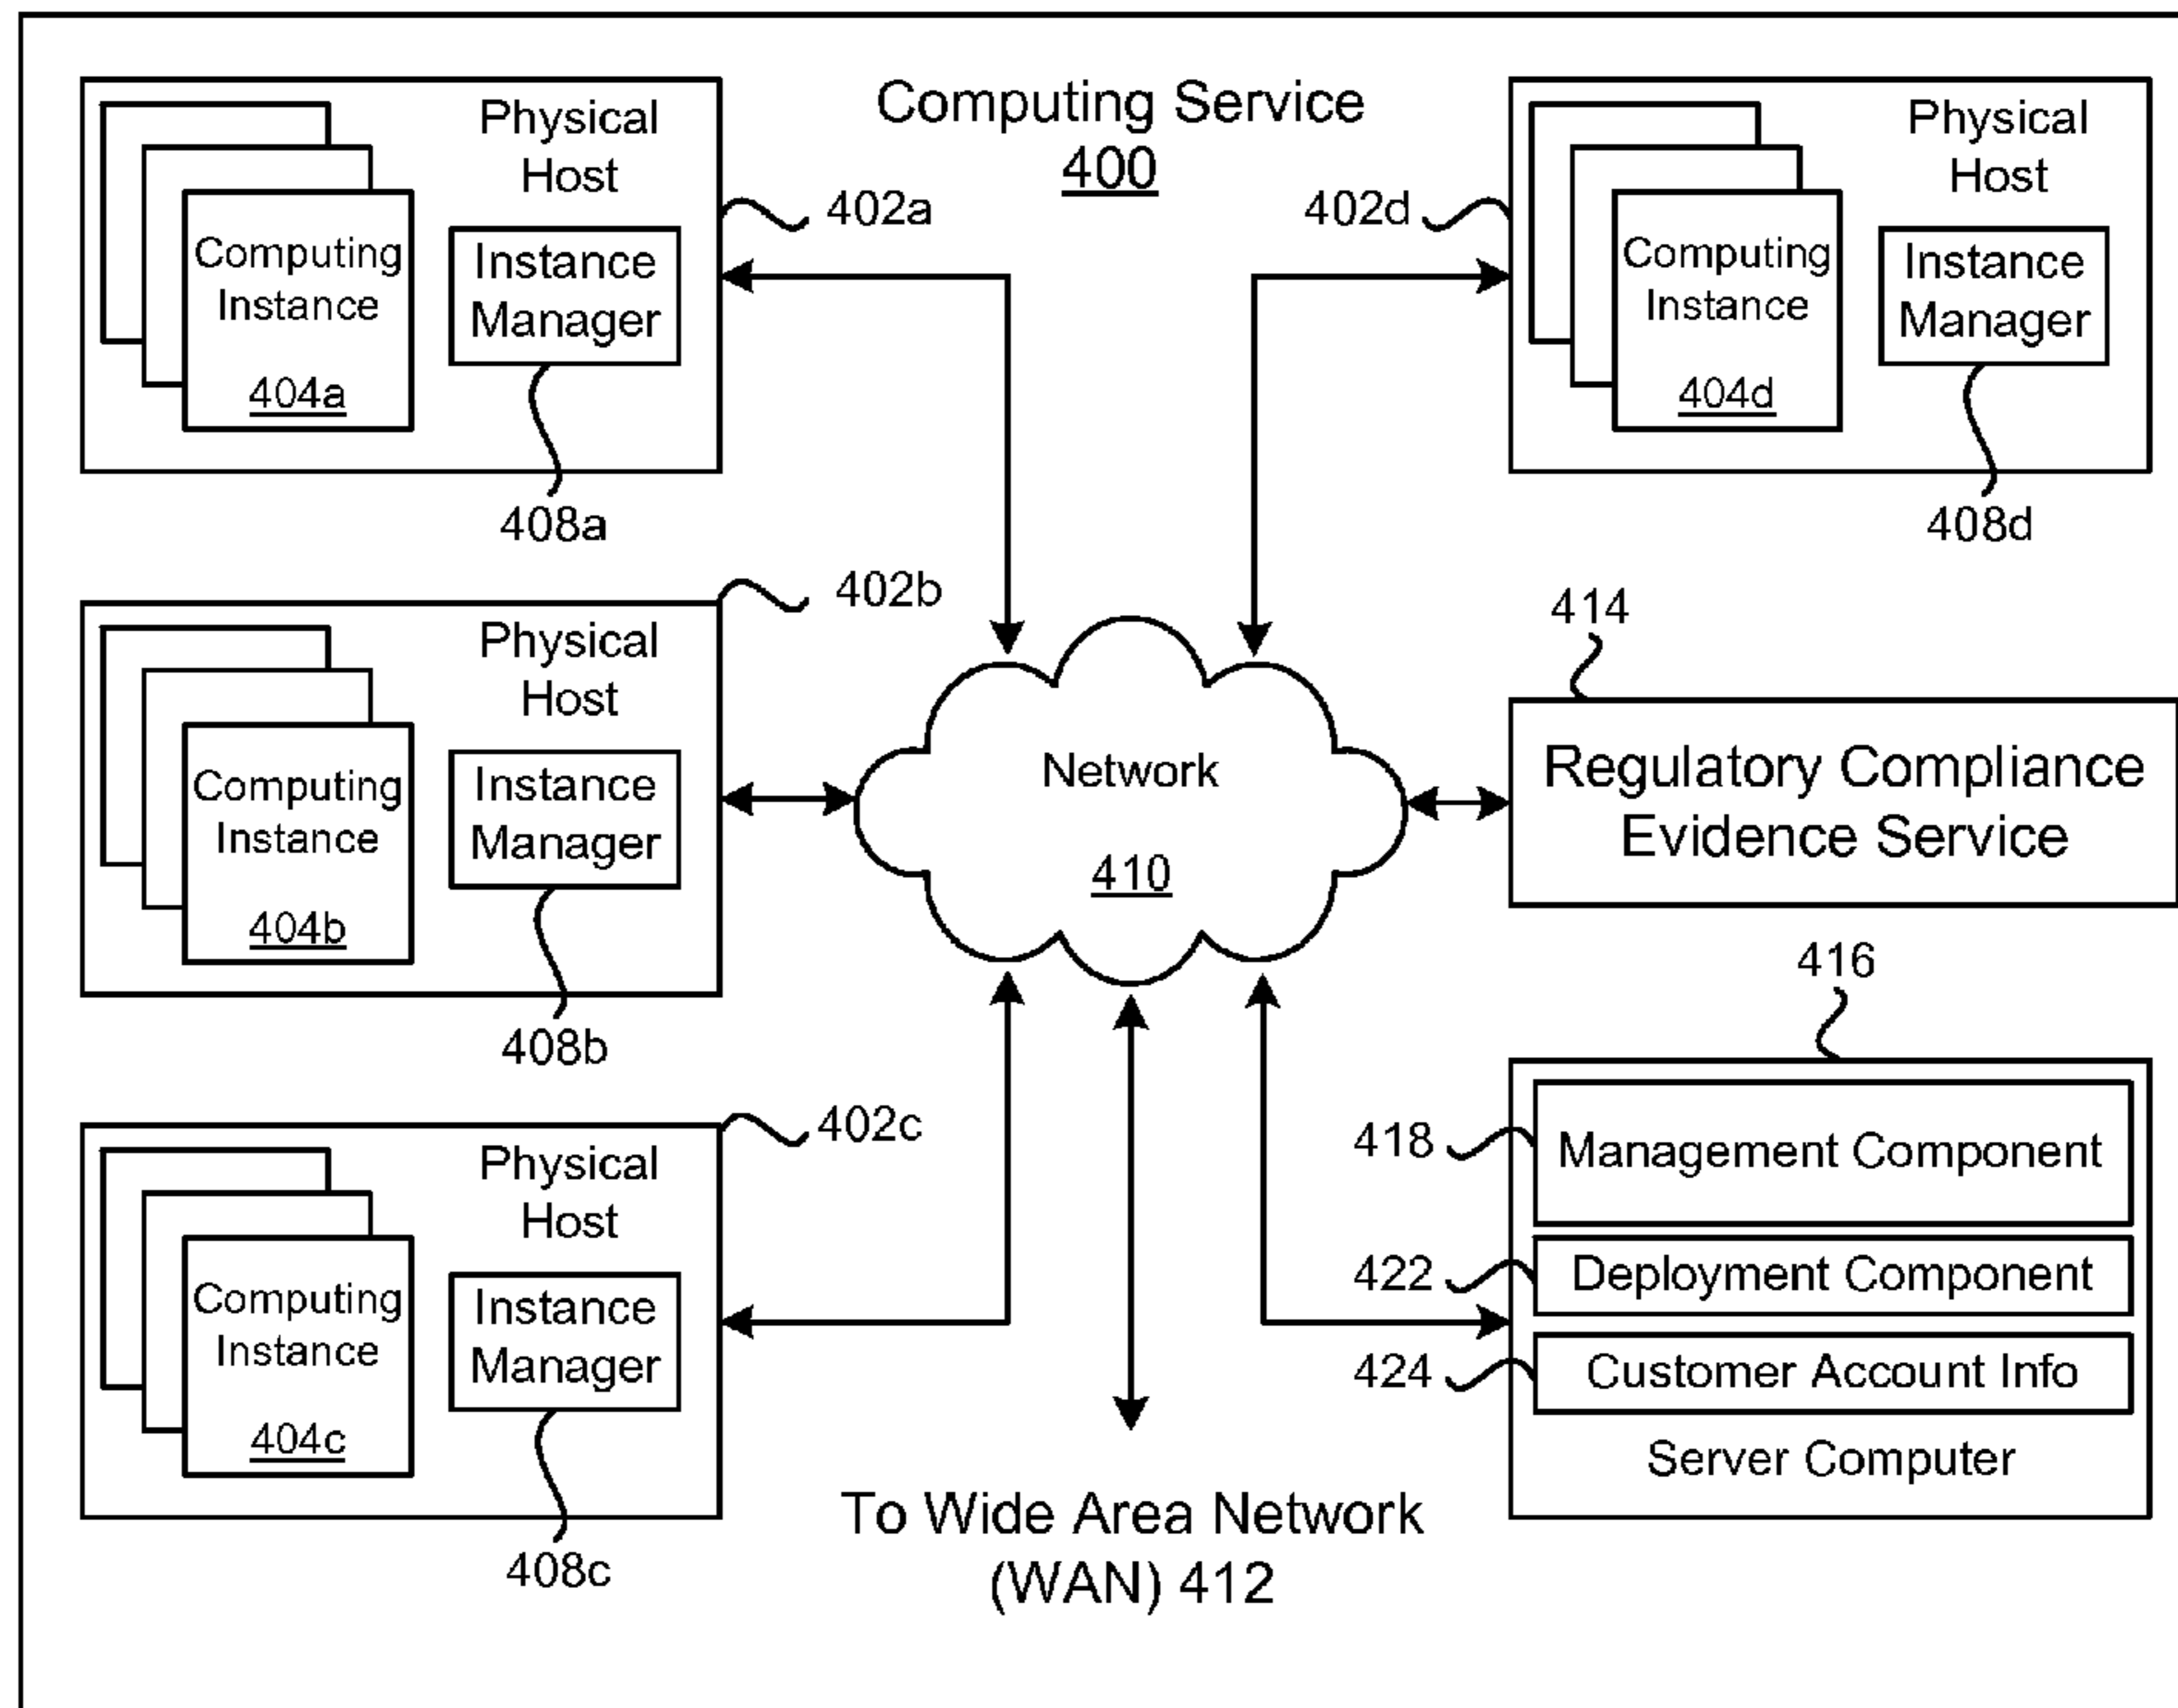 Computing Service
400
Physical
Host
Computing
Instance
404a
Instance
Manager
402a
408a
402d
Physical
Host
Computing
Instance
404d
Instance
Manager
408d
402b
Physical
Host
Computing
Instance
404b
Instance
Manager
408b
Network
410
414
Regulatory Compliance
Evidence Service
402c
Physical
Host
Computing
Instance
404c
Instance
Manager
408c
416
418
Management Component
422
Deployment Component
424
Customer Account Info
Server Computer
To Wide Area Network
(WAN) 412